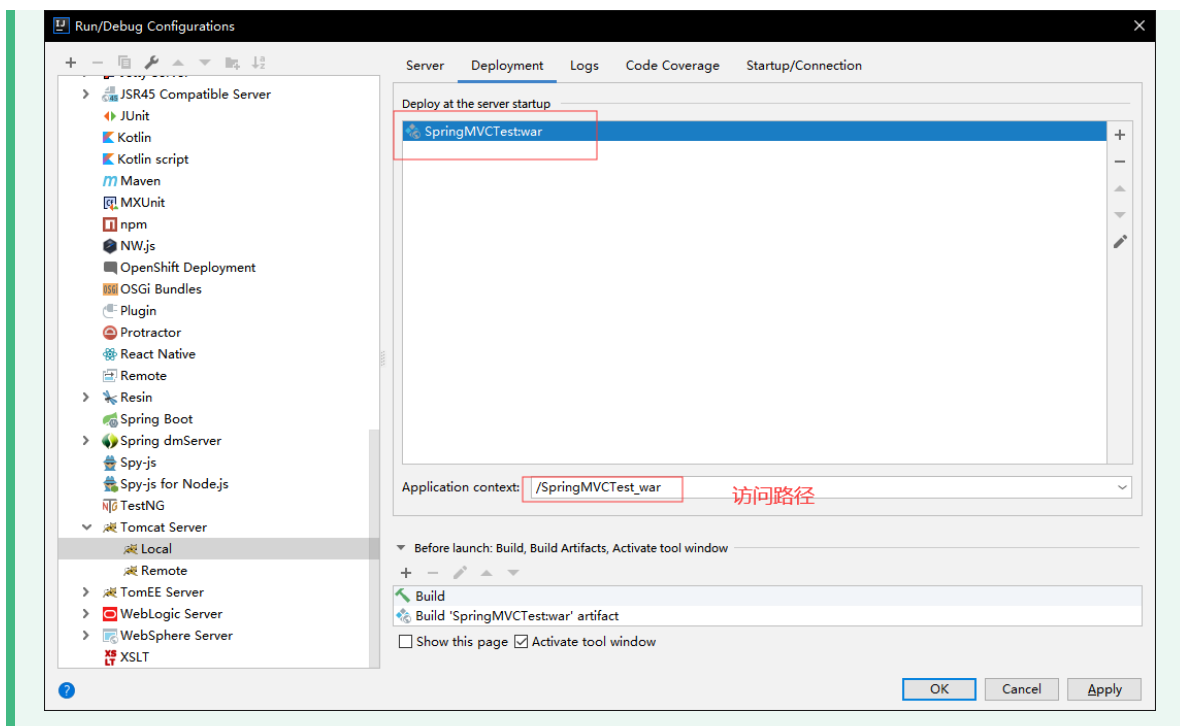 Run/Debug Configurations
JSR45 Compatible Server
JUnit
Kotlin
Kotlin script
Maven
MXUnit
npm
NW.js
OpenShift Deployment
OSGi Bundles
Plugin
Protractor
React Native
Remote
Resin
Spring Boot
Spring dmServer
Spy-js
Spy-js for Node.js
TestNG
Tomcat Server
Local
Remote
TomEE Server
WebLogic Server
WebSphere Server
XSLT
Server Deployment Logs Code Coverage Startup/Connection
Deploy at the server startup
SpringMVCTest:war
Application context: /SpringMVCTest_war 访问路径
Before launch: Build, Build Artifacts, Activate tool window
Build
Build 'SpringMVCTest:war' artifact
Show this page Activate tool window
OK Cancel Apply